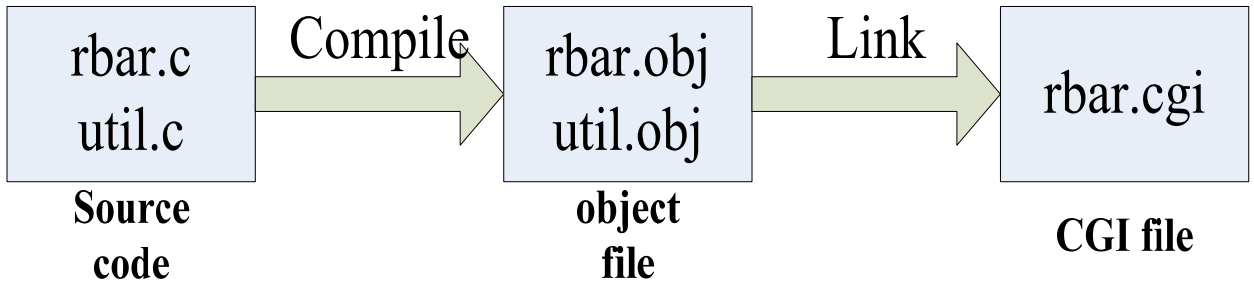 rbar.c
util.c
Source
code
Compile
rbar.obj
util.obj
object
file
Link
rbar.cgi
CGI file